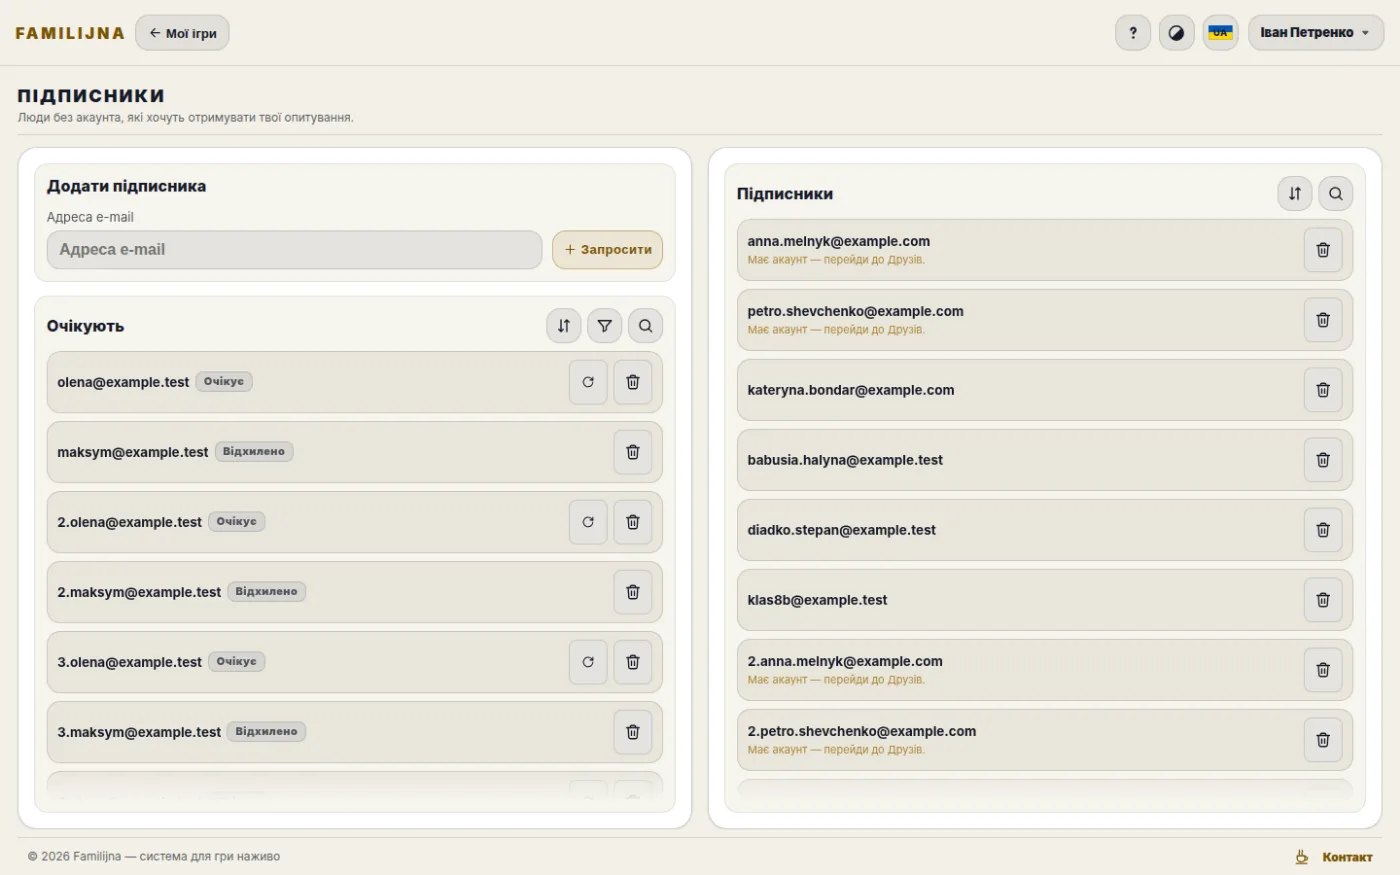 FAMILIJNA
← Мої ігри
?
UA
Іван Петренко
ПІДПИСНИКИ
Люди без акаунта, які хочуть отримувати твої опитування.
Додати підписника
Адреса e-mail
Адреса e-mail
+ Запросити
Очікують
olena@example.test Очікує
maksym@example.test Відхилено
2.olena@example.test Очікує
2.maksym@example.test Відхилено
3.olena@example.test Очікує
3.maksym@example.test Відхилено
Підписники
anna.melnyk@example.com
Має акаунт — перейди до Друзів.
petro.shevchenko@example.com
Має акаунт — перейди до Друзів.
kateryna.bondar@example.com
babusia.halyna@example.test
diadko.stepan@example.test
klas8b@example.test
2.anna.melnyk@example.com
Має акаунт — перейди до Друзів.
2.petro.shevchenko@example.com
Має акаунт — перейди до Друзів.
© 2026 Familijna — система для гри наживо
Контакт